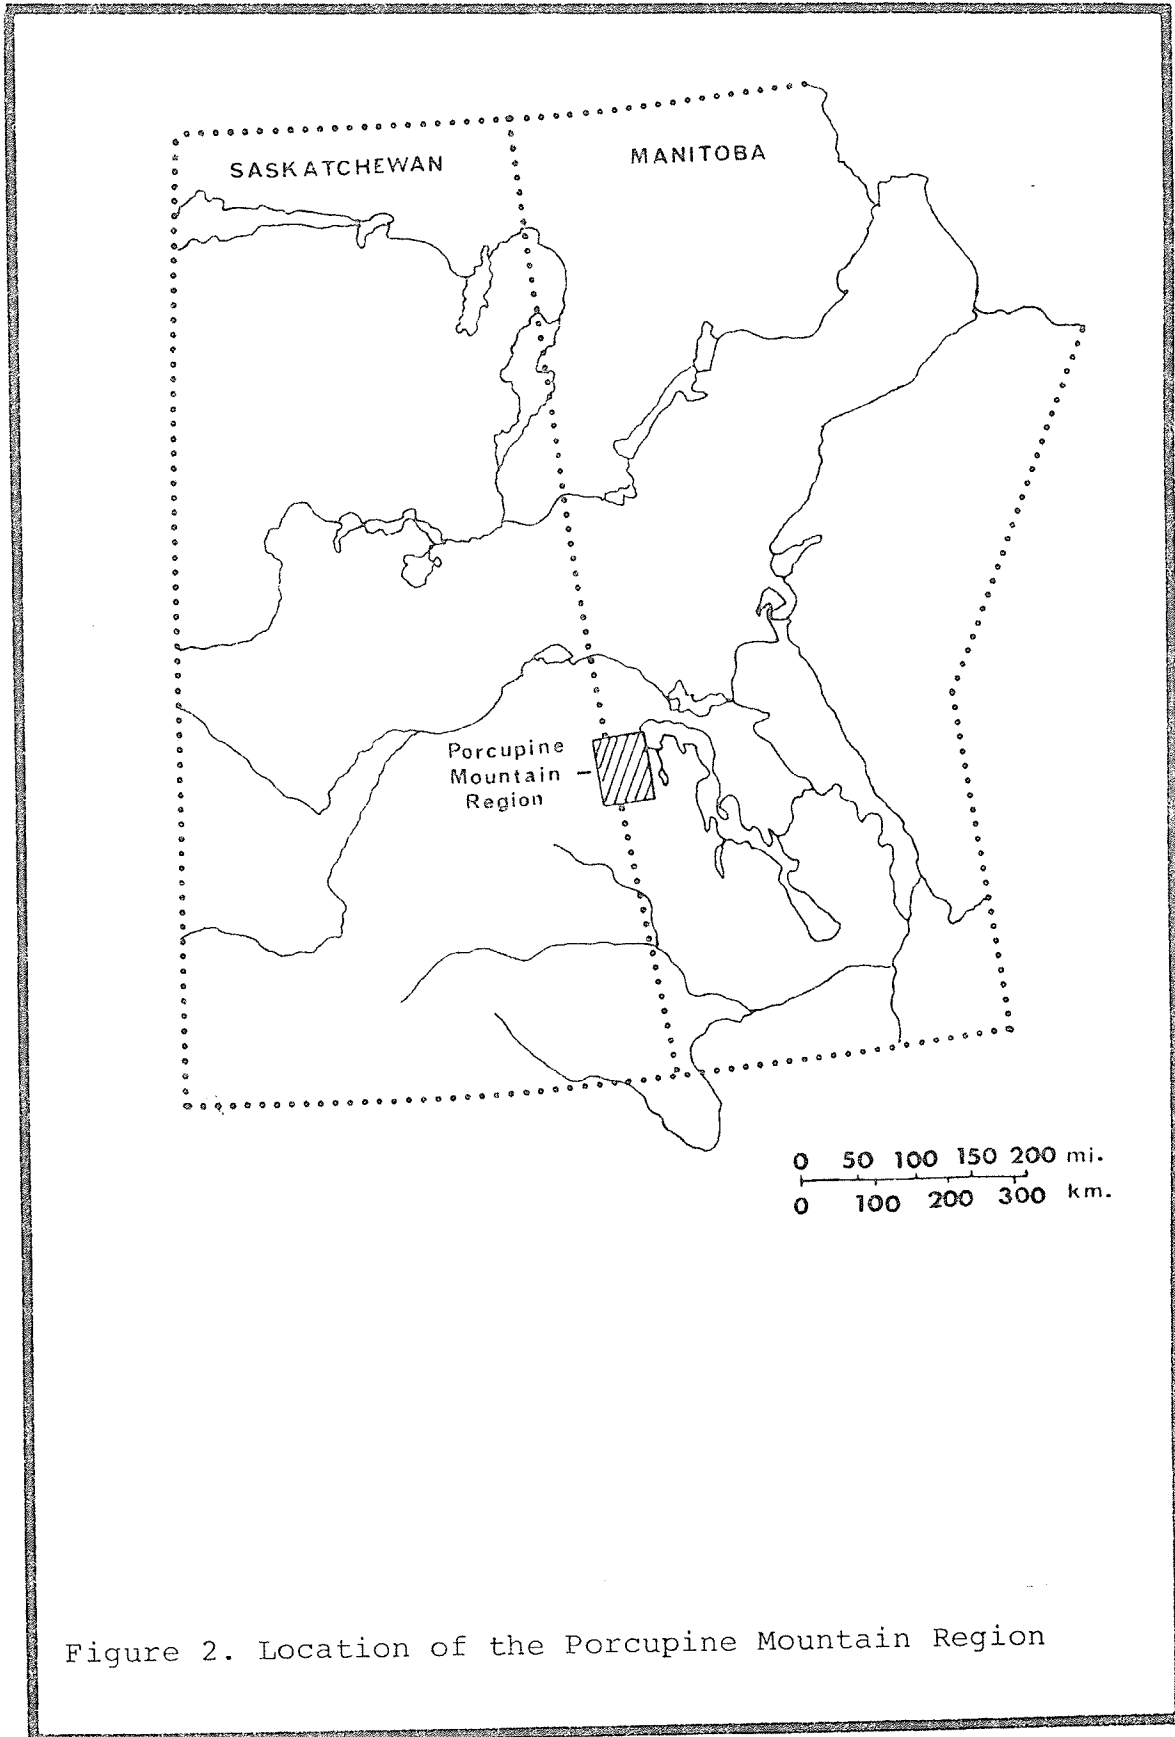 SASKATCHEWAN
MANITOBA
Porcupine
Mountain
Region
0 50 100 150 200 mi.
0 100 200 300 km.
Figure 2. Location of the Porcupine Mountain Region